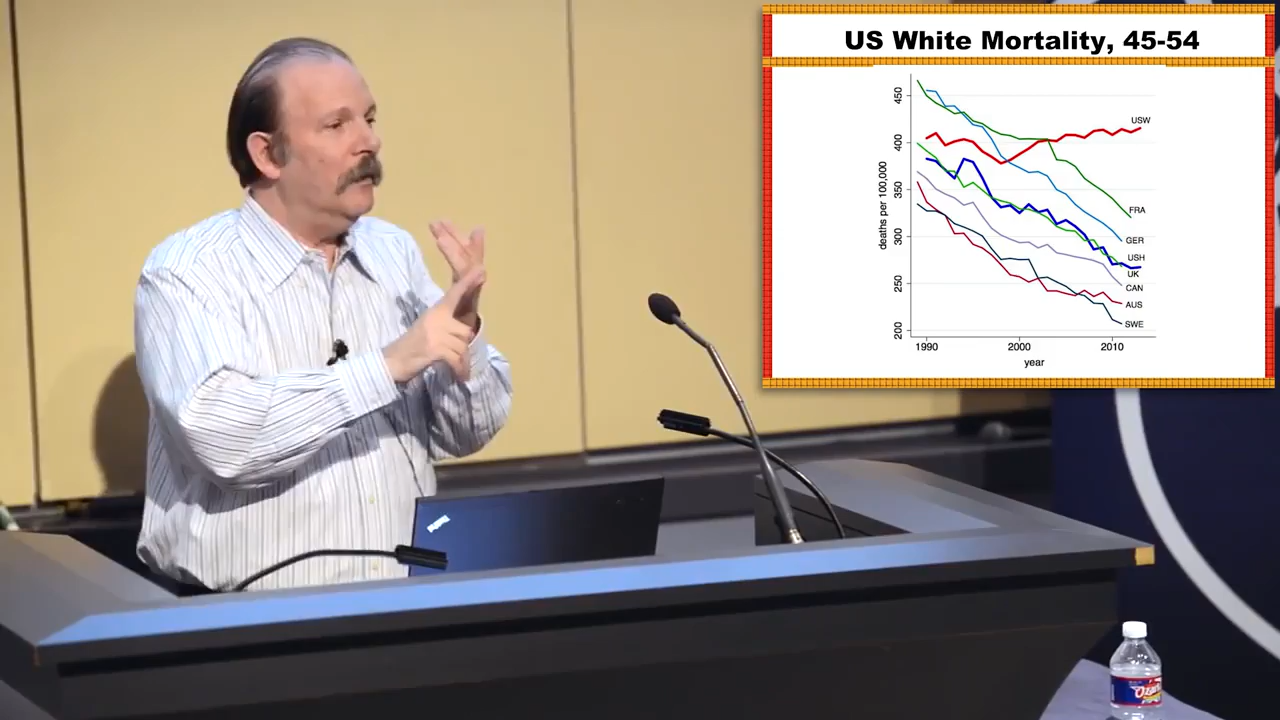 US White Mortality, 45-54
deaths per 100,000
450
400
350
300
250
200
1990
2000
2010
year
USW
FRA
GER
USH
UK
CAN
AUS
SWE